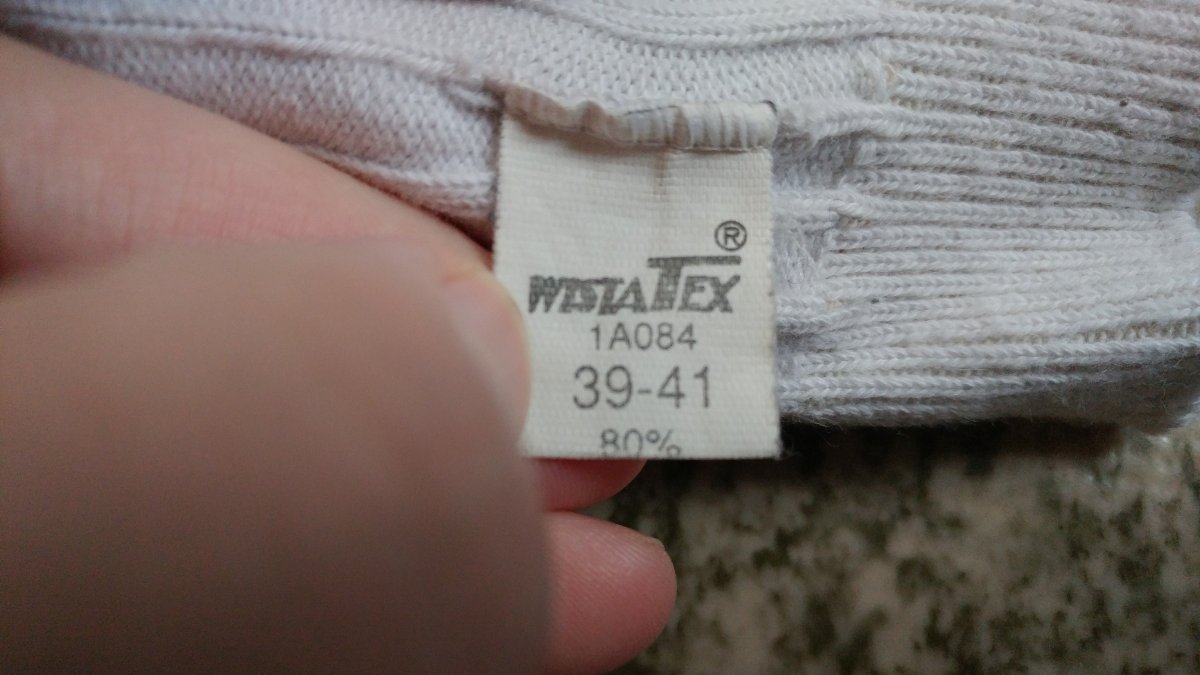 ®
WISTATEX
1A084
39-41
80%